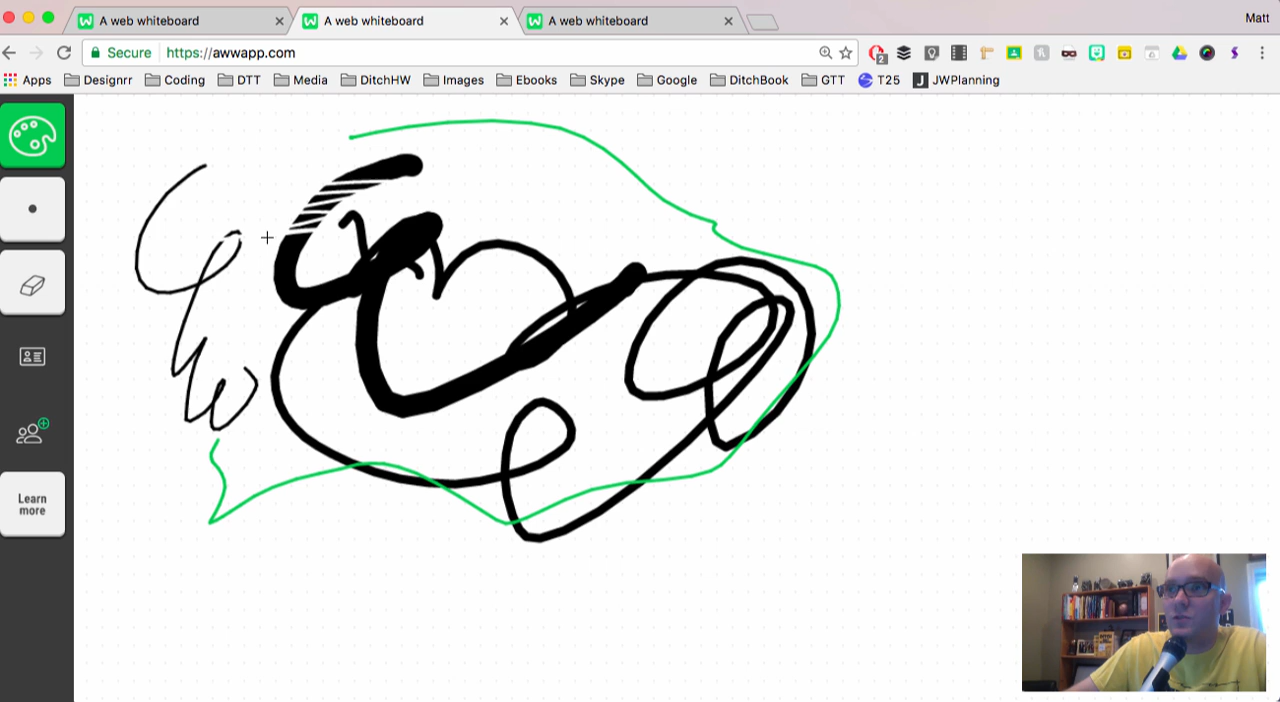 A web whiteboard A web whiteboard A web whiteboard Matt
Secure https://awwapp.com 2
Apps Designrr Coding DTT Media DitchHW Images Ebooks Skype Google DitchBook GTT T25 J JWPlanning
Learn
more